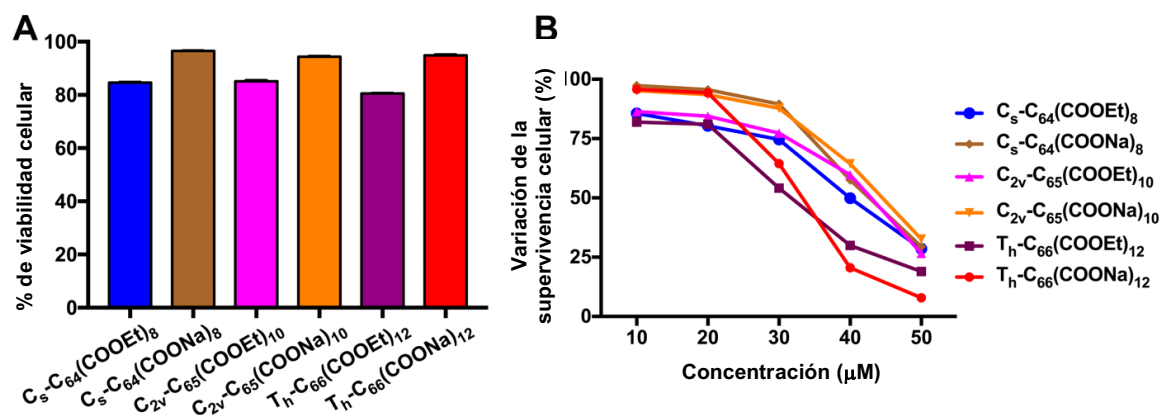 A
% de viabilidad celular
100
80
60
40
20
0
Cs-C64(COOEt)8
Cs-C64(COONa)8
C2v-C65(COOEt)10
C2v-C65(COONa)10
Th-C66(COOEt)12
Th-C66(COONa)12
B
Variación de la
supervivencia celular (%)
100
75
50
25
0
10 20 30 40 50
Concentración (μM)
Cs-C64(COOEt)8
Cs-C64(COONa)8
C2v-C65(COOEt)10
C2v-C65(COONa)10
Th-C66(COOEt)12
Th-C66(COONa)12